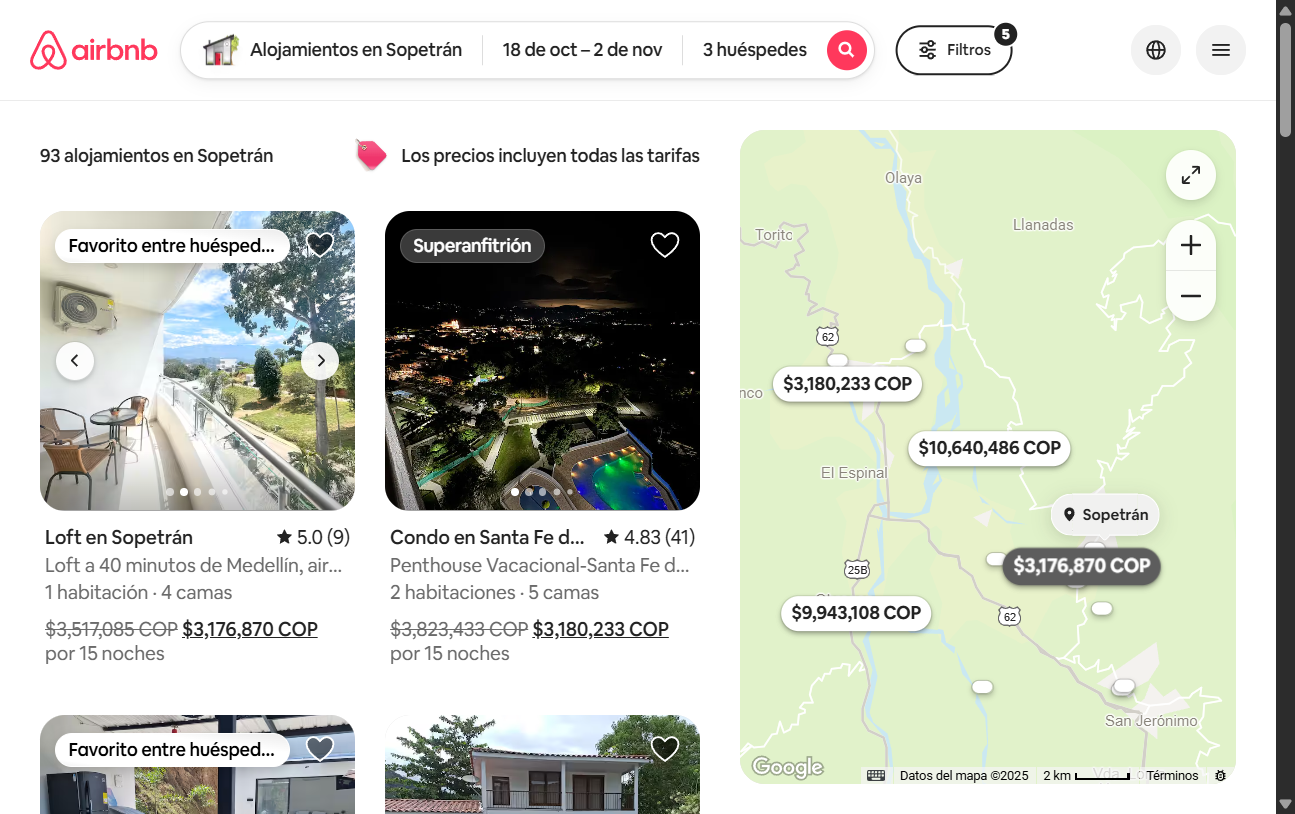 airbnb
Alojamientos en Sopetrán
18 de oct – 2 de nov
3 huéspedes
Filtros
5
93 alojamientos en Sopetrán
Los precios incluyen todas las tarifas
Favorito entre huésped...
Superanfitrión
Loft en Sopetrán
5.0 (9)
Loft a 40 minutos de Medellín, air...
1 habitación · 4 camas
$3,517,085 COP $3,176,870 COP
por 15 noches
Condo en Santa Fe d...
4.83 (41)
Penthouse Vacacional-Santa Fe d...
2 habitaciones · 5 camas
$3,823,433 COP $3,180,233 COP
por 15 noches
Favorito entre huésped...
Olaya
Llanadas
Torito
62
$3,180,233 COP
nco
$10,640,486 COP
El Espinal
Sopetrán
$3,176,870 COP
25B
$9,943,108 COP
62
San Jerónimo
Google
Datos del mapa ©2025
2 km
Términos